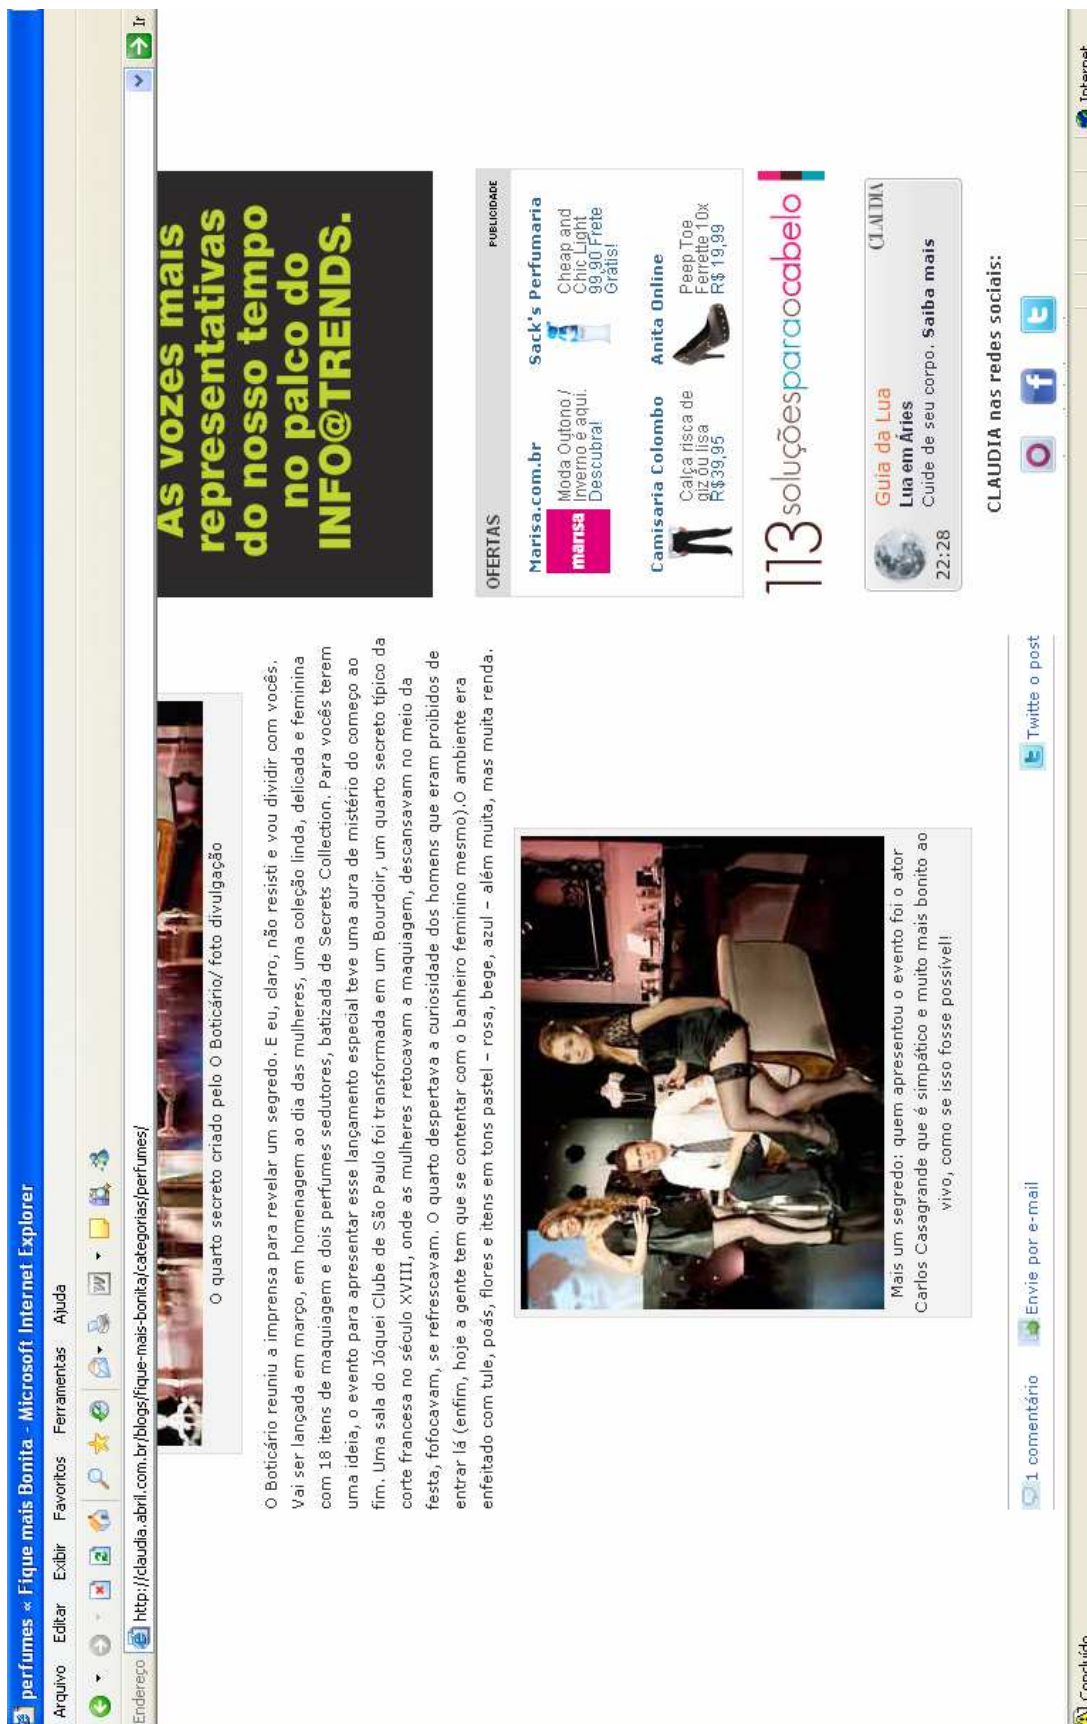 perfumes « Fique mais Bonita - Microsoft Internet Explorer
Arquivo Editar Exibir Favoritos Ferramentas Ajuda
Endereço http://claudia.abril.com.br/blogs/fique-mais-bonita/categorias/perfumes/ Ir
O quarto secreto criado pelo O Boticário/ foto divulgação
O Boticário reuniu a imprensa para revelar um segredo. E eu, claro, não resisti e vou dividir com vocês.
Vai ser lançada em março, em homenagem ao dia das mulheres, uma coleção linda, delicada e feminina
com 18 itens de maquiagem e dois perfumes sedutores, batizada de Secrets Collection. Para vocês terem
uma ideia, o evento para apresentar esse lançamento especial teve uma aura de mistério do começo ao
fim. Uma sala do Jóquei Clube de São Paulo foi transformada em um Bourdoir, um quarto secreto típico da
corte francesa no século XVIII, onde as mulheres retocavam a maquiagem, descansavam no meio da
festa, fofocavam, se refrescavam. O quarto despertava a curiosidade dos homens que eram proibidos de
entrar lá (enfim, hoje a gente tem que se contentar com o banheiro feminino mesmo).O ambiente era
enfeitado com tule, poás, flores e itens em tons pastel – rosa, bege, azul – além muita, mas muita renda.
Mais um segredo: quem apresentou o evento foi o ator
Carlos Casagrande que é simpático e muito mais bonito ao
vivo, como se isso fosse possível!
1 comentário Envie por e-mail Twitte o post
As vozes mais
representativas
do nosso tempo
no palco do
INFO@TRENDS.
OFERTAS PUBLICIDADE
Marisa.com.br
marisa
Moda Outono /
Inverno é aqui.
Descubra!
Sack's Perfumaria
Cheap and
Chic Light
99,90 Frete
Grátis!
Camisaria Colombo
Calça risca de
giz ou lisa
R$39,95
Anita Online
Peep Toe
Ferrette 10x
R$ 19,99
113soluçõesparaocabelo
CLAUDIA
Guia da Lua
Lua em Áries
Cuide de seu corpo. Saiba mais
22:28
CLAUDIA nas redes sociais:
Concluído Internet